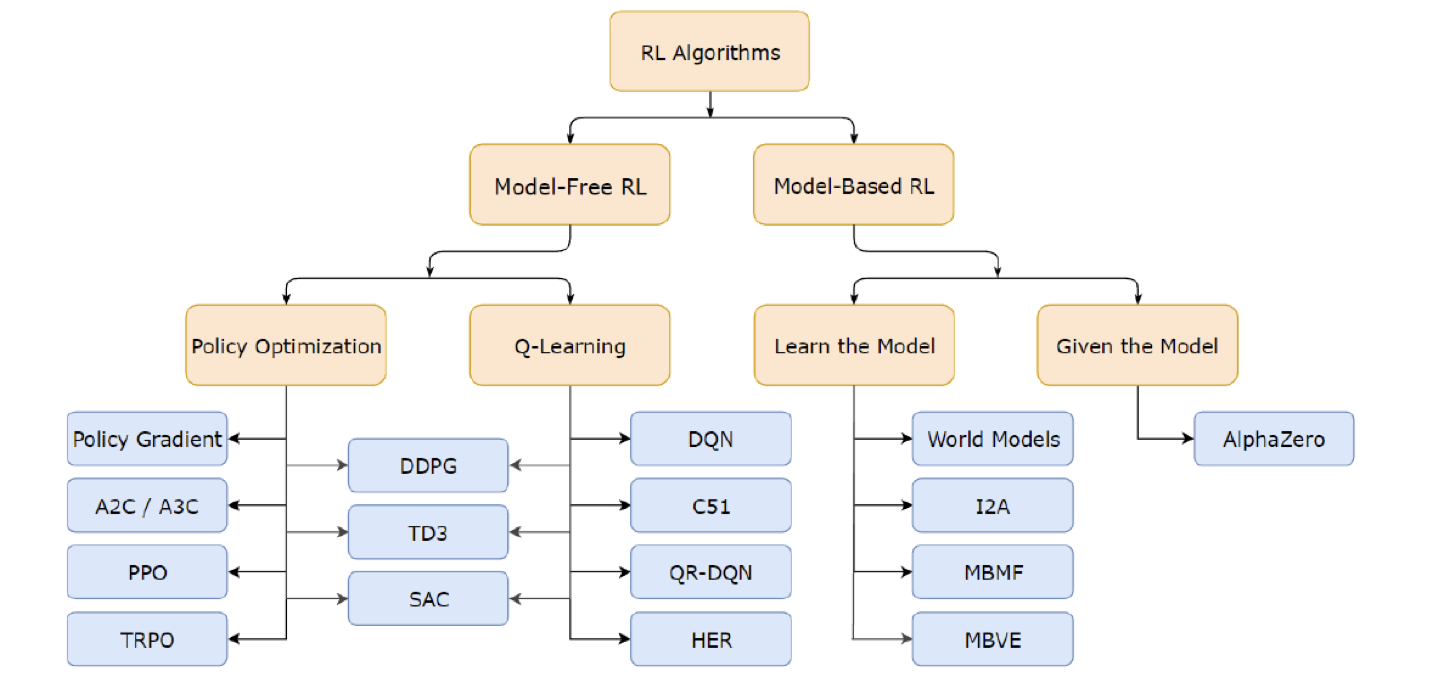 RL Algorithms
Model-Free RL
Model-Based RL
Policy Optimization
Q-Learning
Learn the Model
Given the Model
Policy Gradient
DDPG
DQN
World Models
AlphaZero
A2C / A3C
TD3
C51
I2A
PPO
SAC
QR-DQN
MBMF
TRPO
HER
MBVE